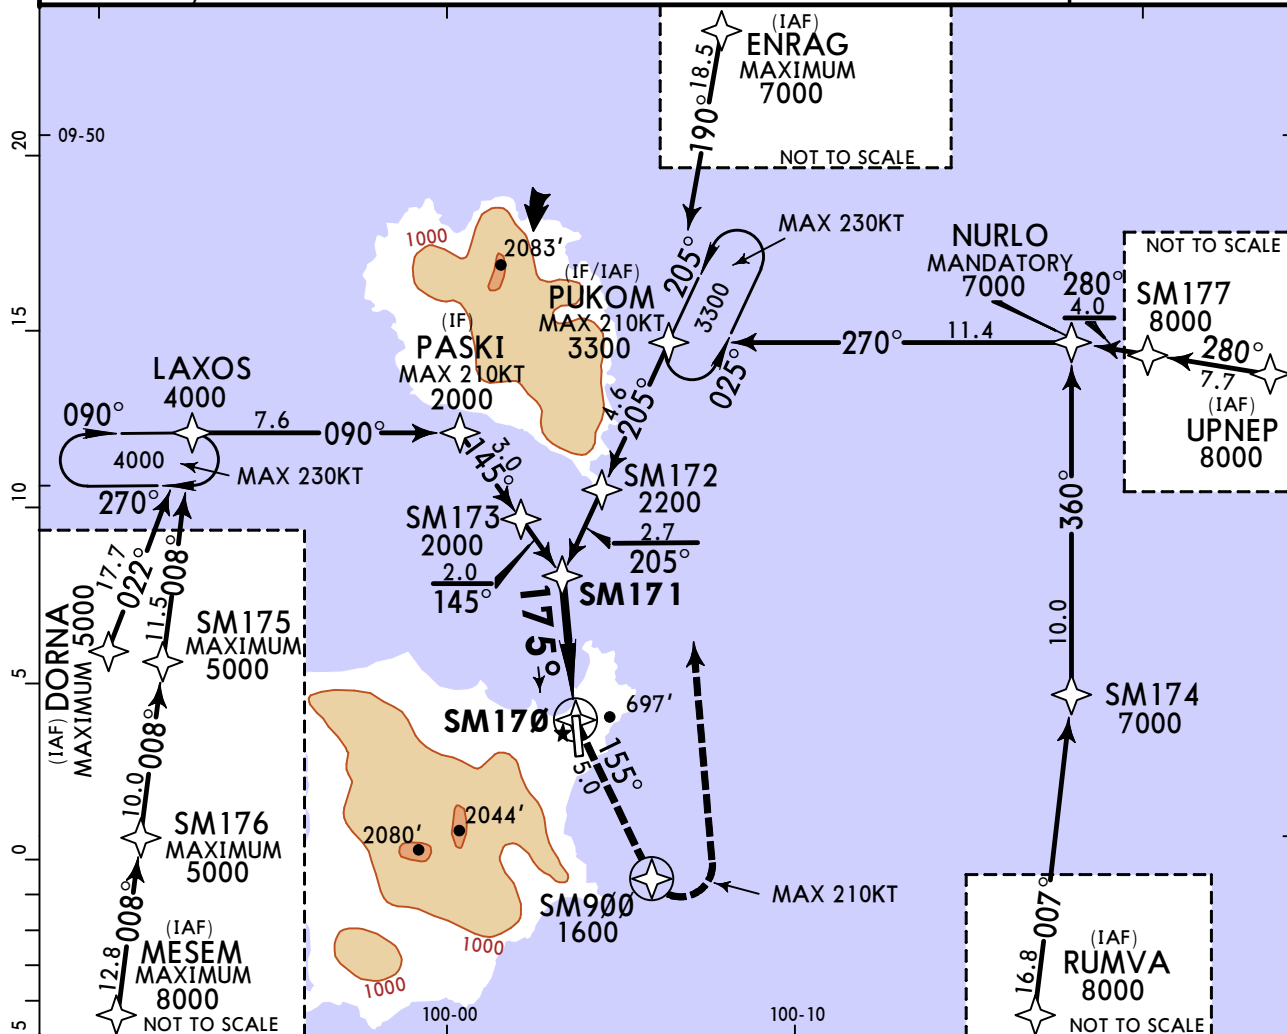 (IAF)
ENRAG
MAXIMUM
7000
18.5
190°
NOT TO SCALE
20
09-50
1000
2083'
(IF/IAF)
PUKOM
MAX 210KT
3300
205°
3300
025°
MAX 230KT
NURLO
MANDATORY
7000
280°
4.0
NOT TO SCALE
SM177
8000
280°
7.7
(IAF)
UPNEP
8000
270°
11.4
15
(IF)
PASKI
MAX 210KT
2000
LAXOS
4000
090°
7.6
090°
4000
MAX 230KT
270°
10
4.6
205°
3.0
145°
SM172
2200
SM173
2000
2.0
145°
2.7
205°
SM171
175°
360°
10.0
SM174
7000
17.7
022°
11.5
008°
(IAF) DORNA
MAXIMUM 5000
SM175
MAXIMUM
5000
5
10.0
008°
SM176
MAXIMUM
5000
0
12.8
008°
(IAF)
MESEM
MAXIMUM
8000
NOT TO SCALE
5
SM17Ø
697'
155°
5.0
2044'
2080'
SM9ØØ
1600
MAX 210KT
1000
1000
100-00
100-10
007°
16.8
(IAF)
RUMVA
8000
NOT TO SCALE